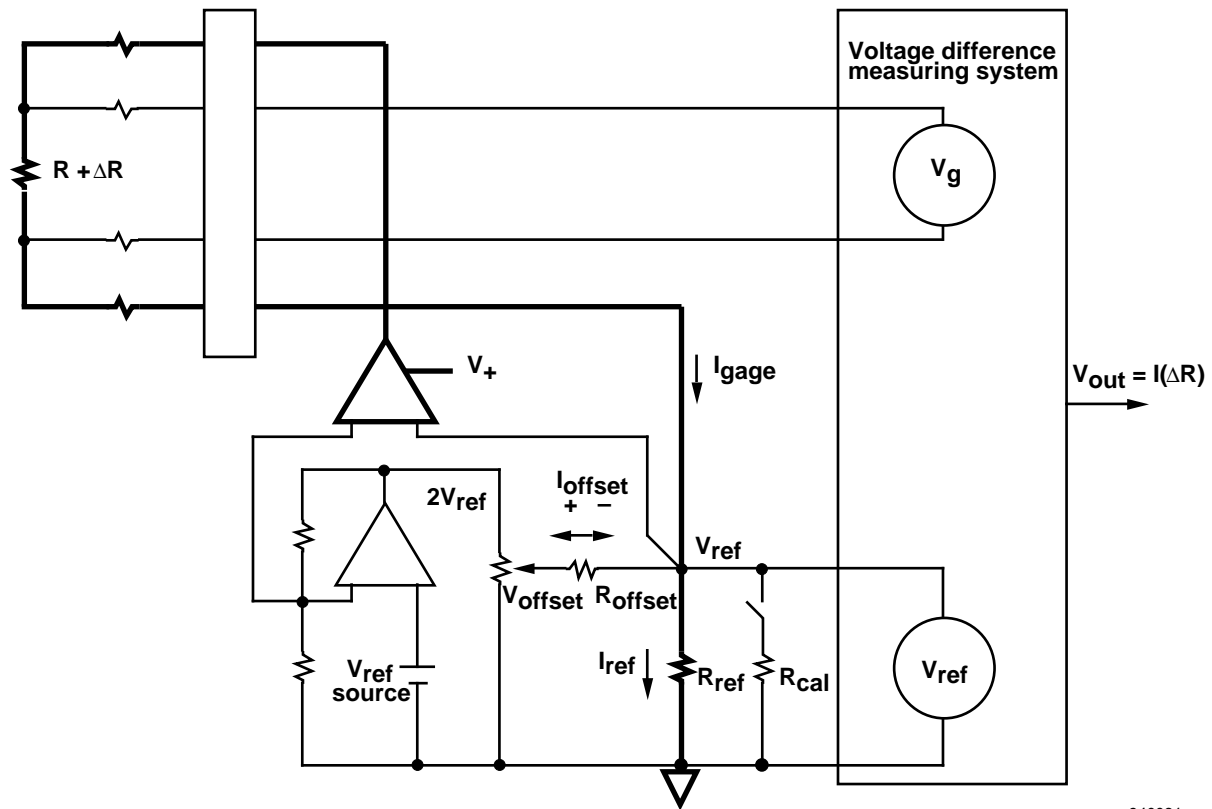 Voltage difference
measuring system
Vg
R + ΔR
V+
Igage
Vout = I(ΔR)
2Vref
Ioffset
+ −
Vref
Voffset
Roffset
Vref
source
Iref
Rref
Rcal
Vref